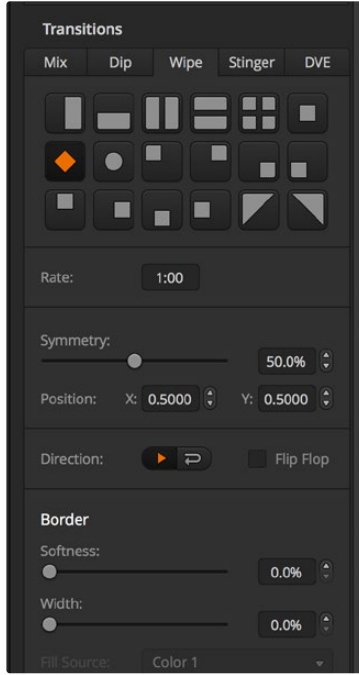 Transitions
Mix Dip Wipe Stinger DVE
Rate: 1:00
Symmetry:
50.0%
Position: X: 0.5000 Y: 0.5000
Direction: Flip Flop
Border
Softness:
0.0%
Width:
0.0%
Fill Source: Color 1